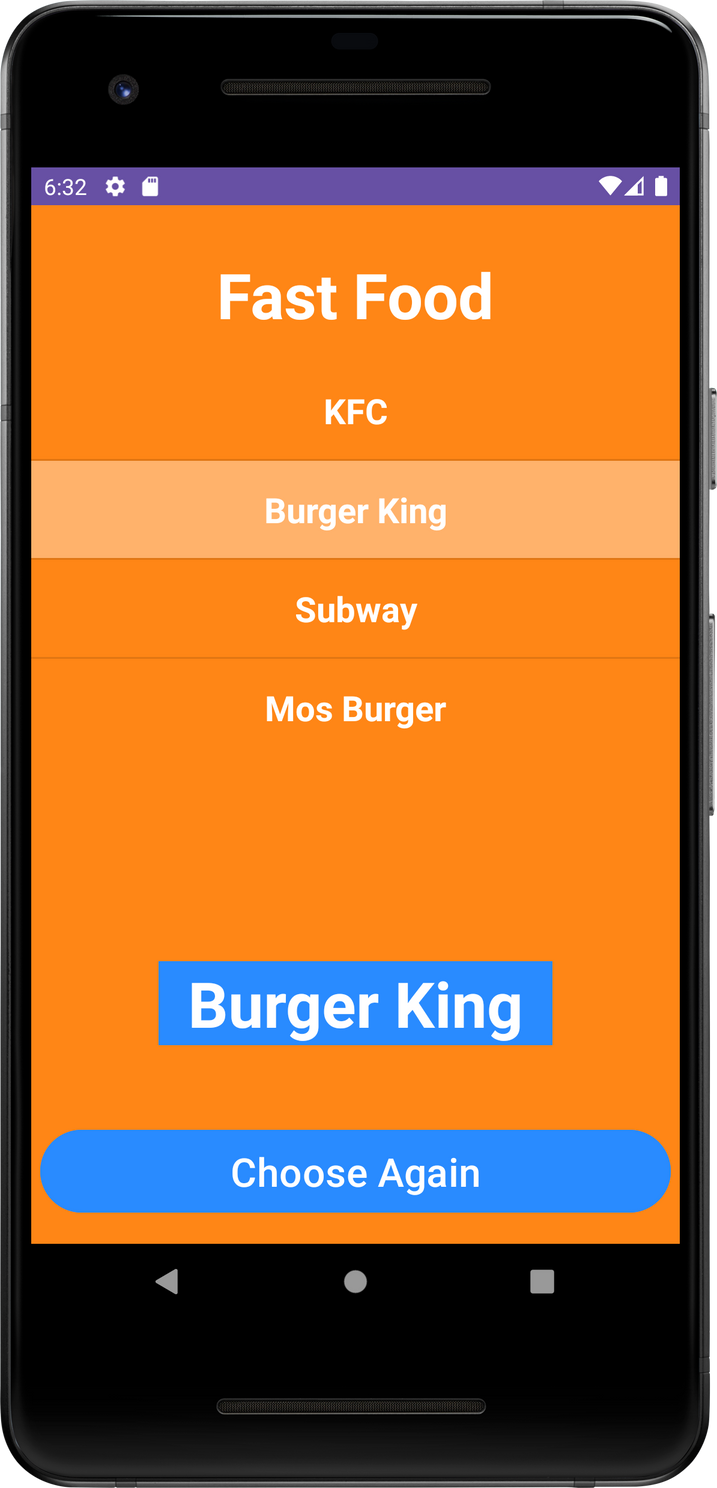 6:32
Fast Food
KFC
Burger King
Subway
Mos Burger
Burger King
Choose Again